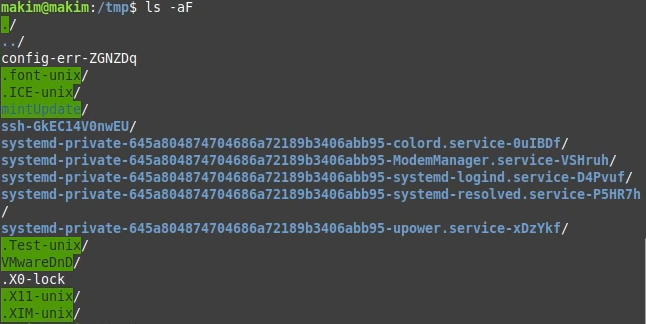 makim@makim:/tmp$ ls -aF
./
../
config-err-ZGNZDq
.font-unix/
.ICE-unix/
mintUpdate/
ssh-GkEC14V0nwEU/
systemd-private-645a804874704686a72189b3406abb95-colord.service-0uIBDf/
systemd-private-645a804874704686a72189b3406abb95-ModemManager.service-VSHruh/
systemd-private-645a804874704686a72189b3406abb95-systemd-logind.service-D4Pvuf/
systemd-private-645a804874704686a72189b3406abb95-systemd-resolved.service-P5HR7h
/
systemd-private-645a804874704686a72189b3406abb95-upower.service-xDzYkf/
.Test-unix/
VMwareDnD/
.X0-lock
.X11-unix/
.XIM-unix/